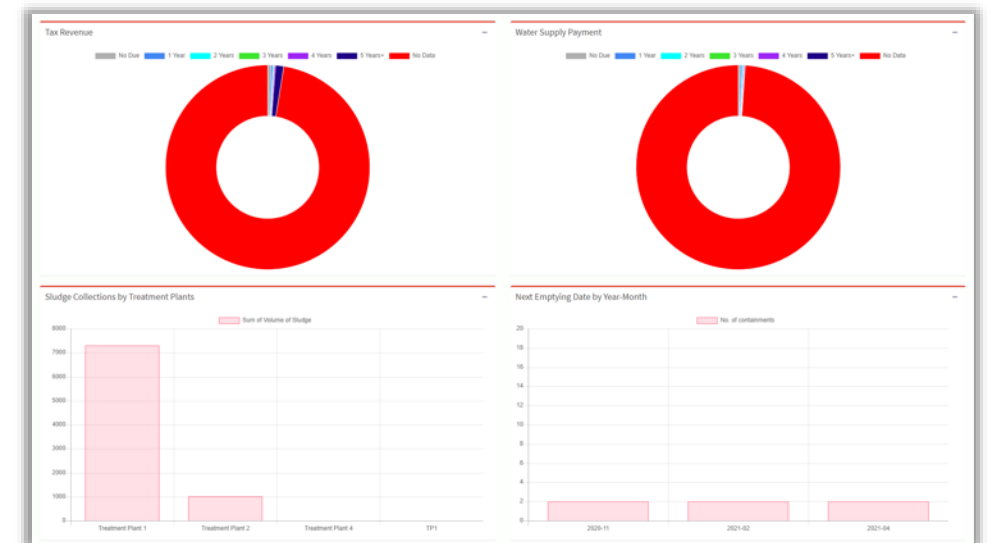 Tax Revenue −
No Due 1 Year 2 Years 3 Years 4 Years 5 Years+ No Data
Water Supply Payment −
No Due 1 Year 2 Years 3 Years 4 Years 5 Years+ No Data
Sludge Collections by Treatment Plants −
Sum of Volume of Sludge
8000
7000
6000
5000
4000
3000
2000
1000
0
Treatment Plant 1 Treatment Plant 2 Treatment Plant 4 TP1
Next Emptying Date by Year-Month −
No. of containments
20
18
16
14
12
10
8
6
4
2
0
2020-11 2021-02 2021-04